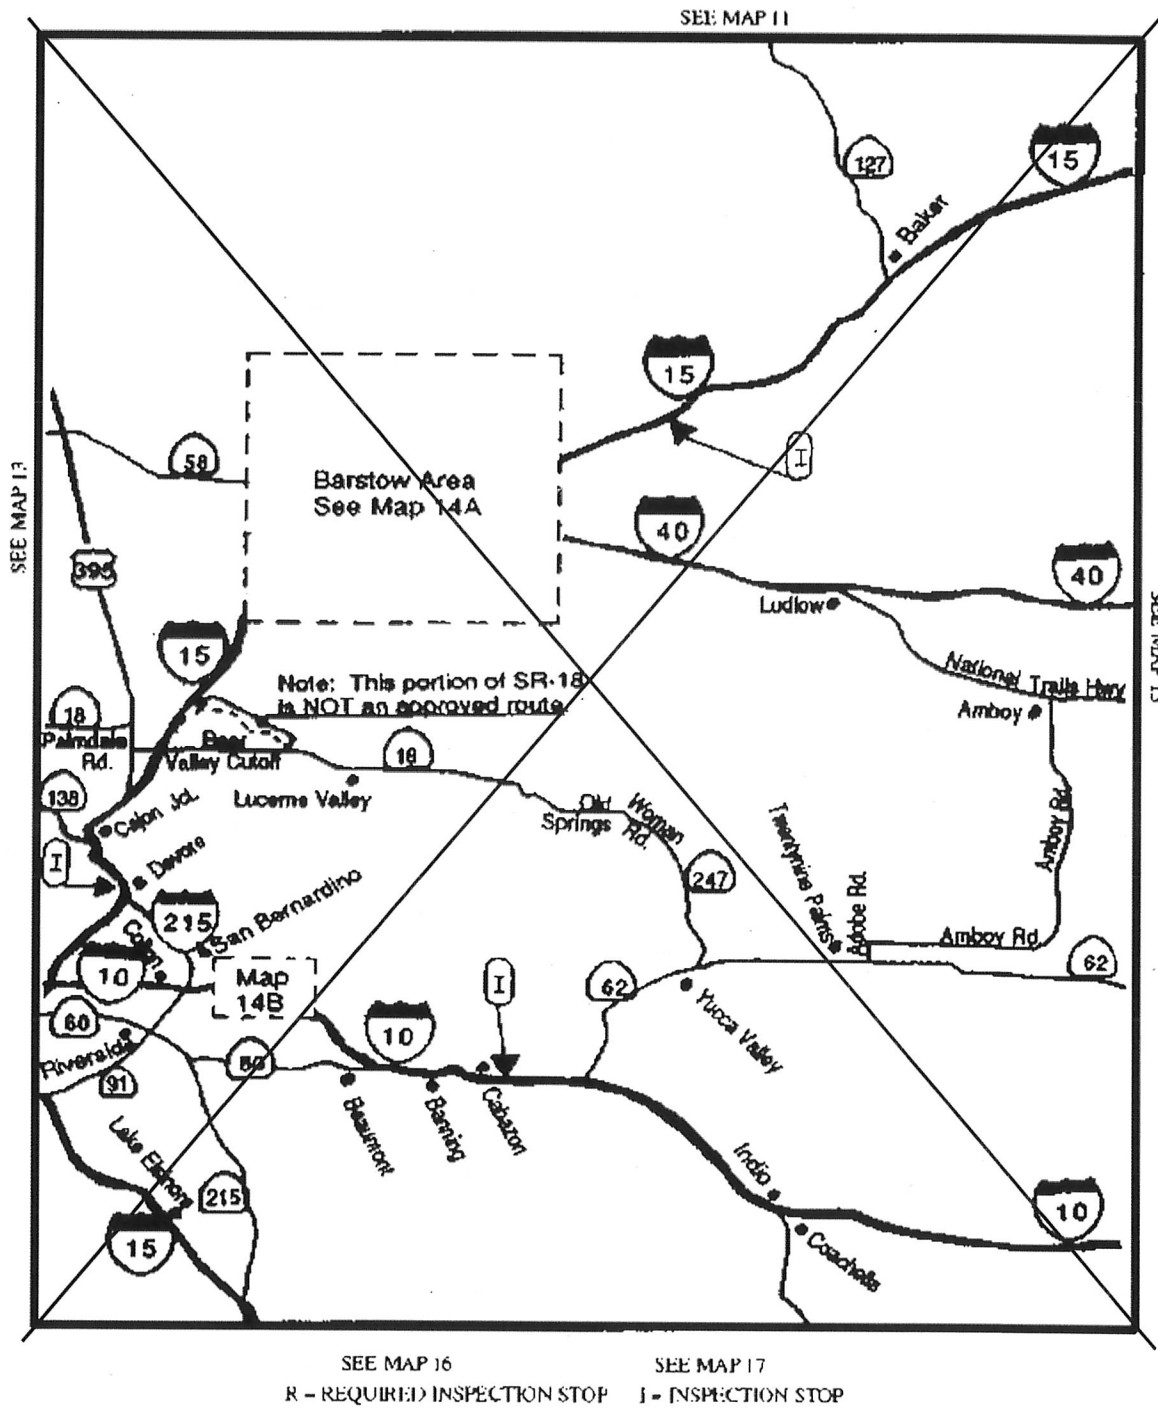 SEE MAP 11
127
15
Baker
15
I
58
Barstow Area
See Map 14A
SEE MAP 13
40
395
40
Ludlow
15
National Trails Hwy
Note: This portion of SR-18
is NOT an approved route.
18
Amboy
Palmdale
Rd.
Bear
Valley Cutoff
18
138
Lucerne Valley
Old
Springs
Woman
Rd.
Cajon Jct.
Twentynine Palms
Amboy Rd.
I
Devore
247
Adobe Rd.
San Bernardino
215
Colton
Amboy Rd.
10
Map
14B
I
62
62
60
10
Yucca Valley
Riverside
60
91
Beaumont
Banning
Cabazon
Lake Elsinore
Indio
215
10
15
Coachella
SEE MAP 16
SEE MAP 17
R - REQUIRED INSPECTION STOP
I - INSPECTION STOP